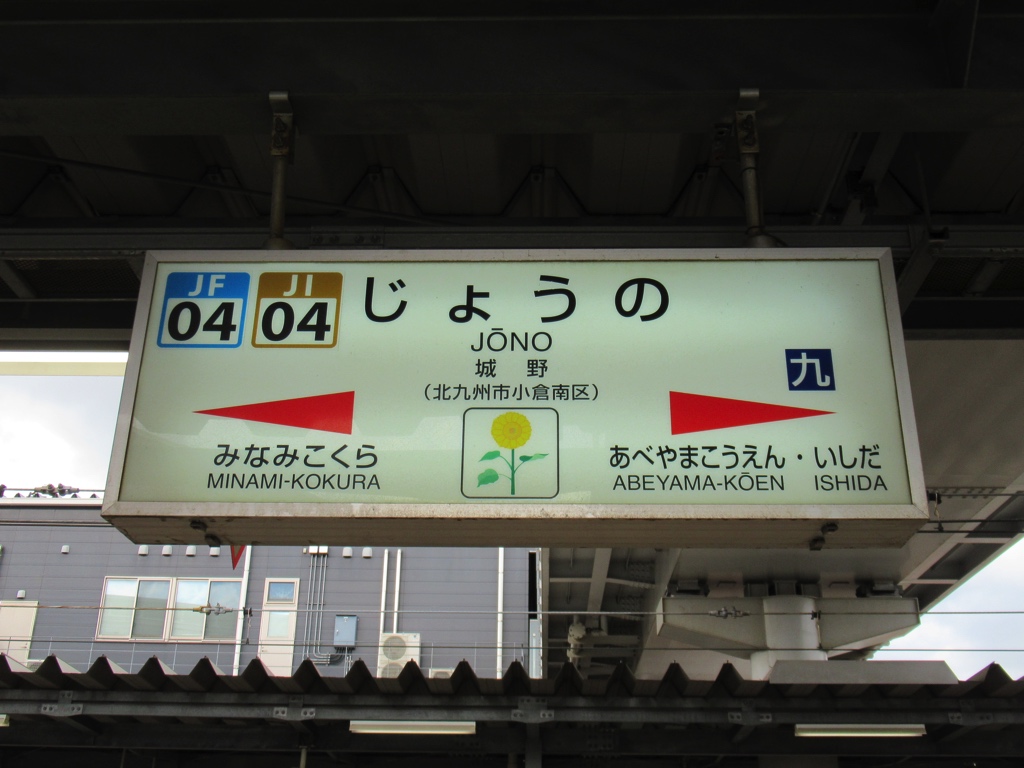 JF JI
04 04
じょうの
JŌNO
城野
(北九州市小倉南区)
九
みなみこくら
MINAMI-KOKURA
あべやまこうえん・いしだ
ABEYAMA-KŌEN ISHIDA